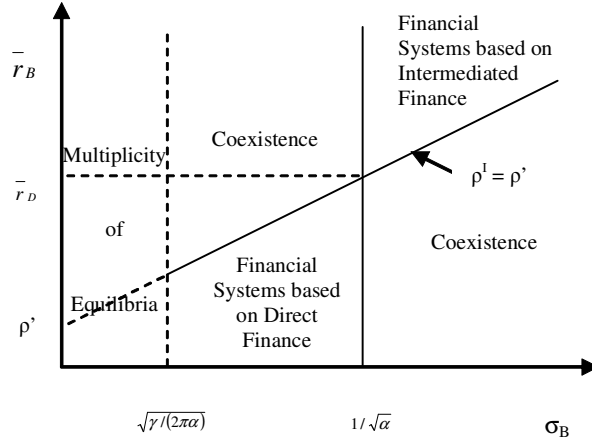 r̄ B
Financial
Systems based on
Intermediated
Finance
Multiplicity
Coexistence
r̄ D
ρᴵ = ρ’
of
Coexistence
Financial
Systems based
on Direct
Finance
Equilibria
ρ’
√γ/(2πα)
1/√α
σB